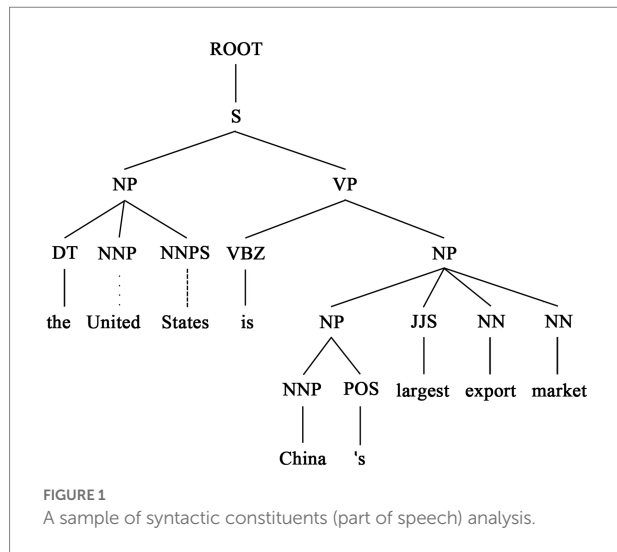 ROOT
S
NP VP
DT NNP NNPS VBZ NP
the United States is NP JJS NN NN
NNP POS largest export market
China 's
FIGURE 1
A sample of syntactic constituents (part of speech) analysis.